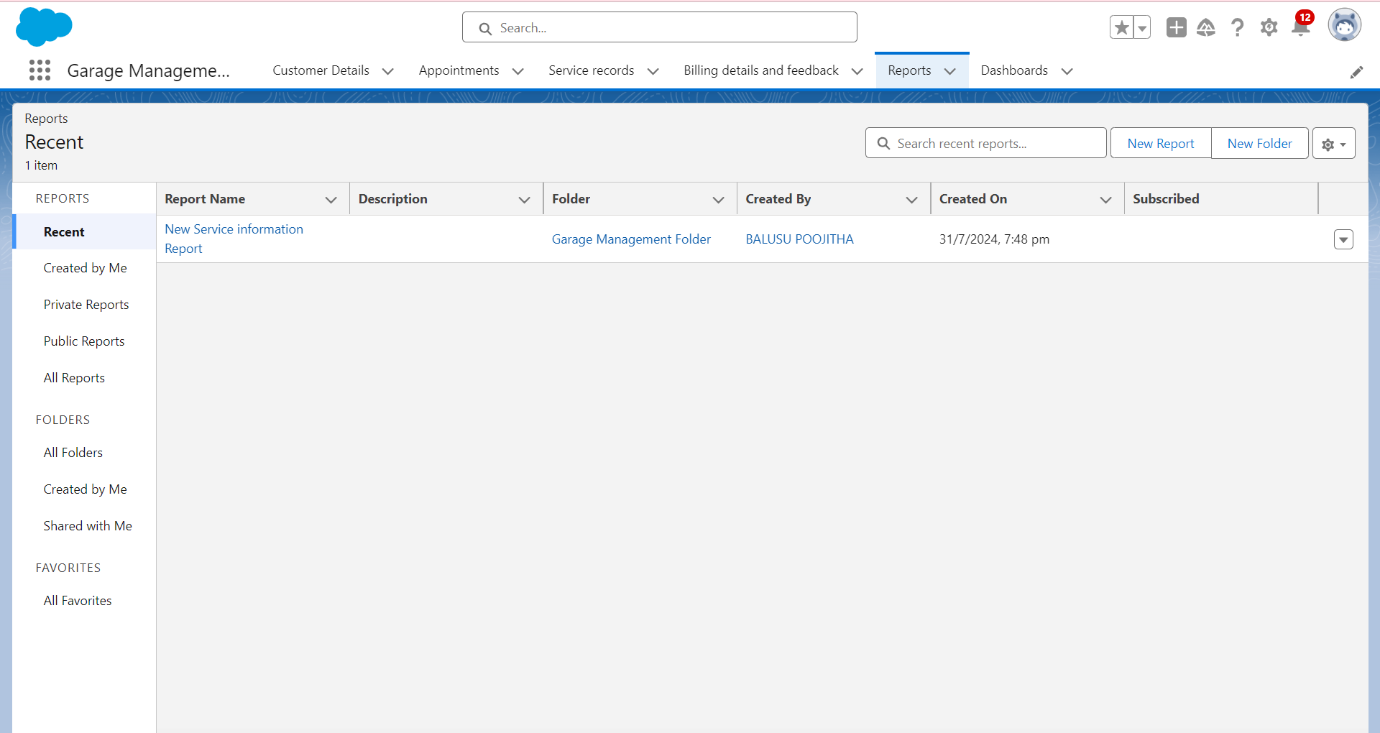 Search...
12
Garage Manageme...
Customer Details
Appointments
Service records
Billing details and feedback
Reports
Dashboards
Reports
Recent
1 item
Search recent reports...
New Report
New Folder
REPORTS
Recent
Created by Me
Private Reports
Public Reports
All Reports
FOLDERS
All Folders
Created by Me
Shared with Me
FAVORITES
All Favorites
Report Name
Description
Folder
Created By
Created On
Subscribed
New Service information
Report
Garage Management Folder
BALUSU POOJITHA
31/7/2024, 7:48 pm